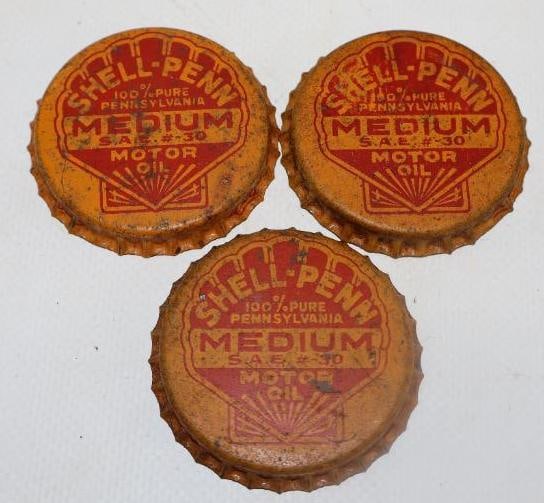 SHELL-PENN
100% PURE
PENNSYLVANIA
MEDIUM
S.A.E. #-30
MOTOR
OIL
SHELL-PENN
100% PURE
PENNSYLVANIA
MEDIUM
S.A.E. #-30
MOTOR
OIL
SHELL-PENN
100% PURE
PENNSYLVANIA
MEDIUM
S.A.E. #-30
MOTOR
OIL